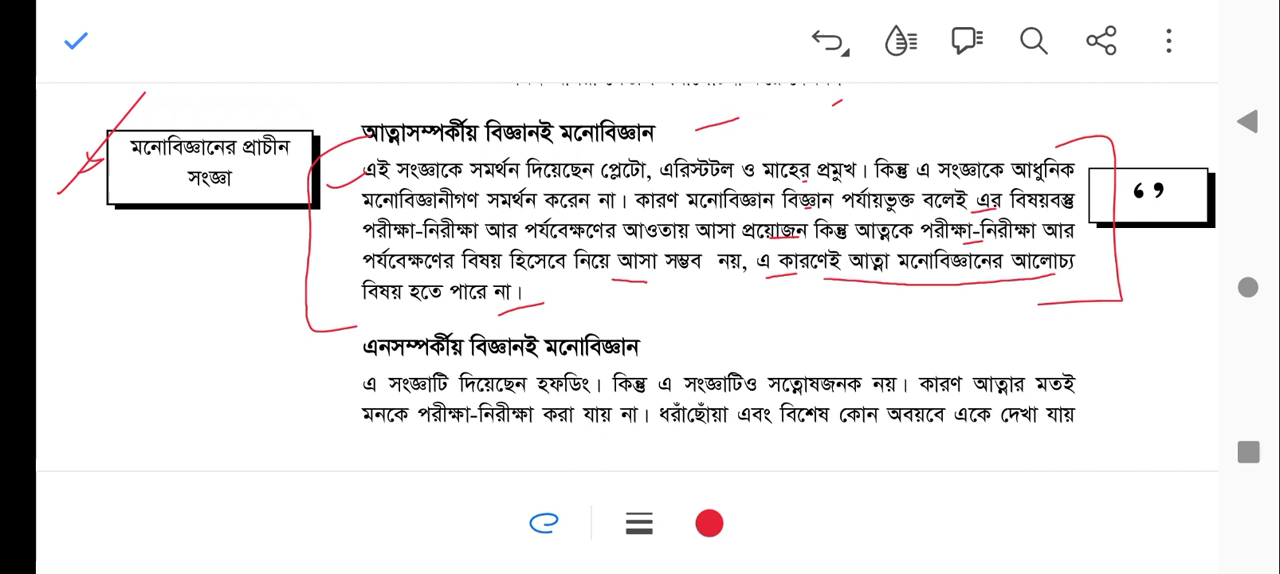 মনোবিজ্ঞানের প্রাচীন
সংজ্ঞা
আত্নাসম্পর্কীয় বিজ্ঞানই মনোবিজ্ঞান
এই সংজ্ঞাকে সমর্থন দিয়েছেন প্লেটো, এরিস্টটল ও মাহের প্রমুখ। কিন্তু এ সংজ্ঞাকে আধুনিক
মনোবিজ্ঞানীগণ সমর্থন করেন না। কারণ মনোবিজ্ঞান বিজ্ঞান পর্যায়ভুক্ত বলেই এর বিষয়বস্তু
পরীক্ষা-নিরীক্ষা আর পর্যবেক্ষণের আওতায় আসা প্রয়োজন কিন্তু আত্নকে পরীক্ষা-নিরীক্ষা আর
পর্যবেক্ষণের বিষয় হিসেবে নিয়ে আসা সম্ভব নয়, এ কারণেই আত্না মনোবিজ্ঞানের আলোচ্য
বিষয় হতে পারে না।
❛ ❜
এনসম্পর্কীয় বিজ্ঞানই মনোবিজ্ঞান
এ সংজ্ঞাটি দিয়েছেন হফডিং। কিন্তু এ সংজ্ঞাটিও সত্নোষজনক নয়। কারণ আত্নার মতই
মনকে পরীক্ষা-নিরীক্ষা করা যায় না। ধরাঁছোঁয়া এবং বিশেষ কোন অবয়বে একে দেখা যায়